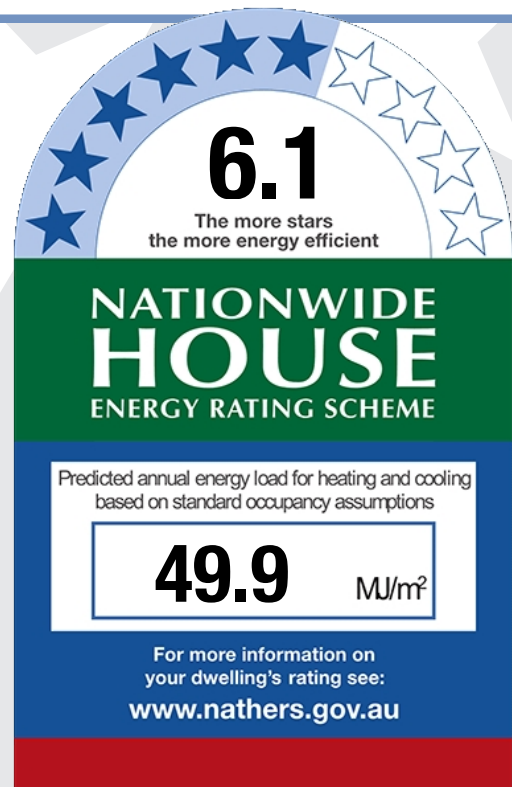 6.1
The more stars
the more energy efficient
NATIONWIDE
HOUSE
ENERGY RATING SCHEME
Predicted annual energy load for heating and cooling
based on standard occupancy assumptions
49.9 MJ/m²
For more information on
your dwelling's rating see:
www.nathers.gov.au